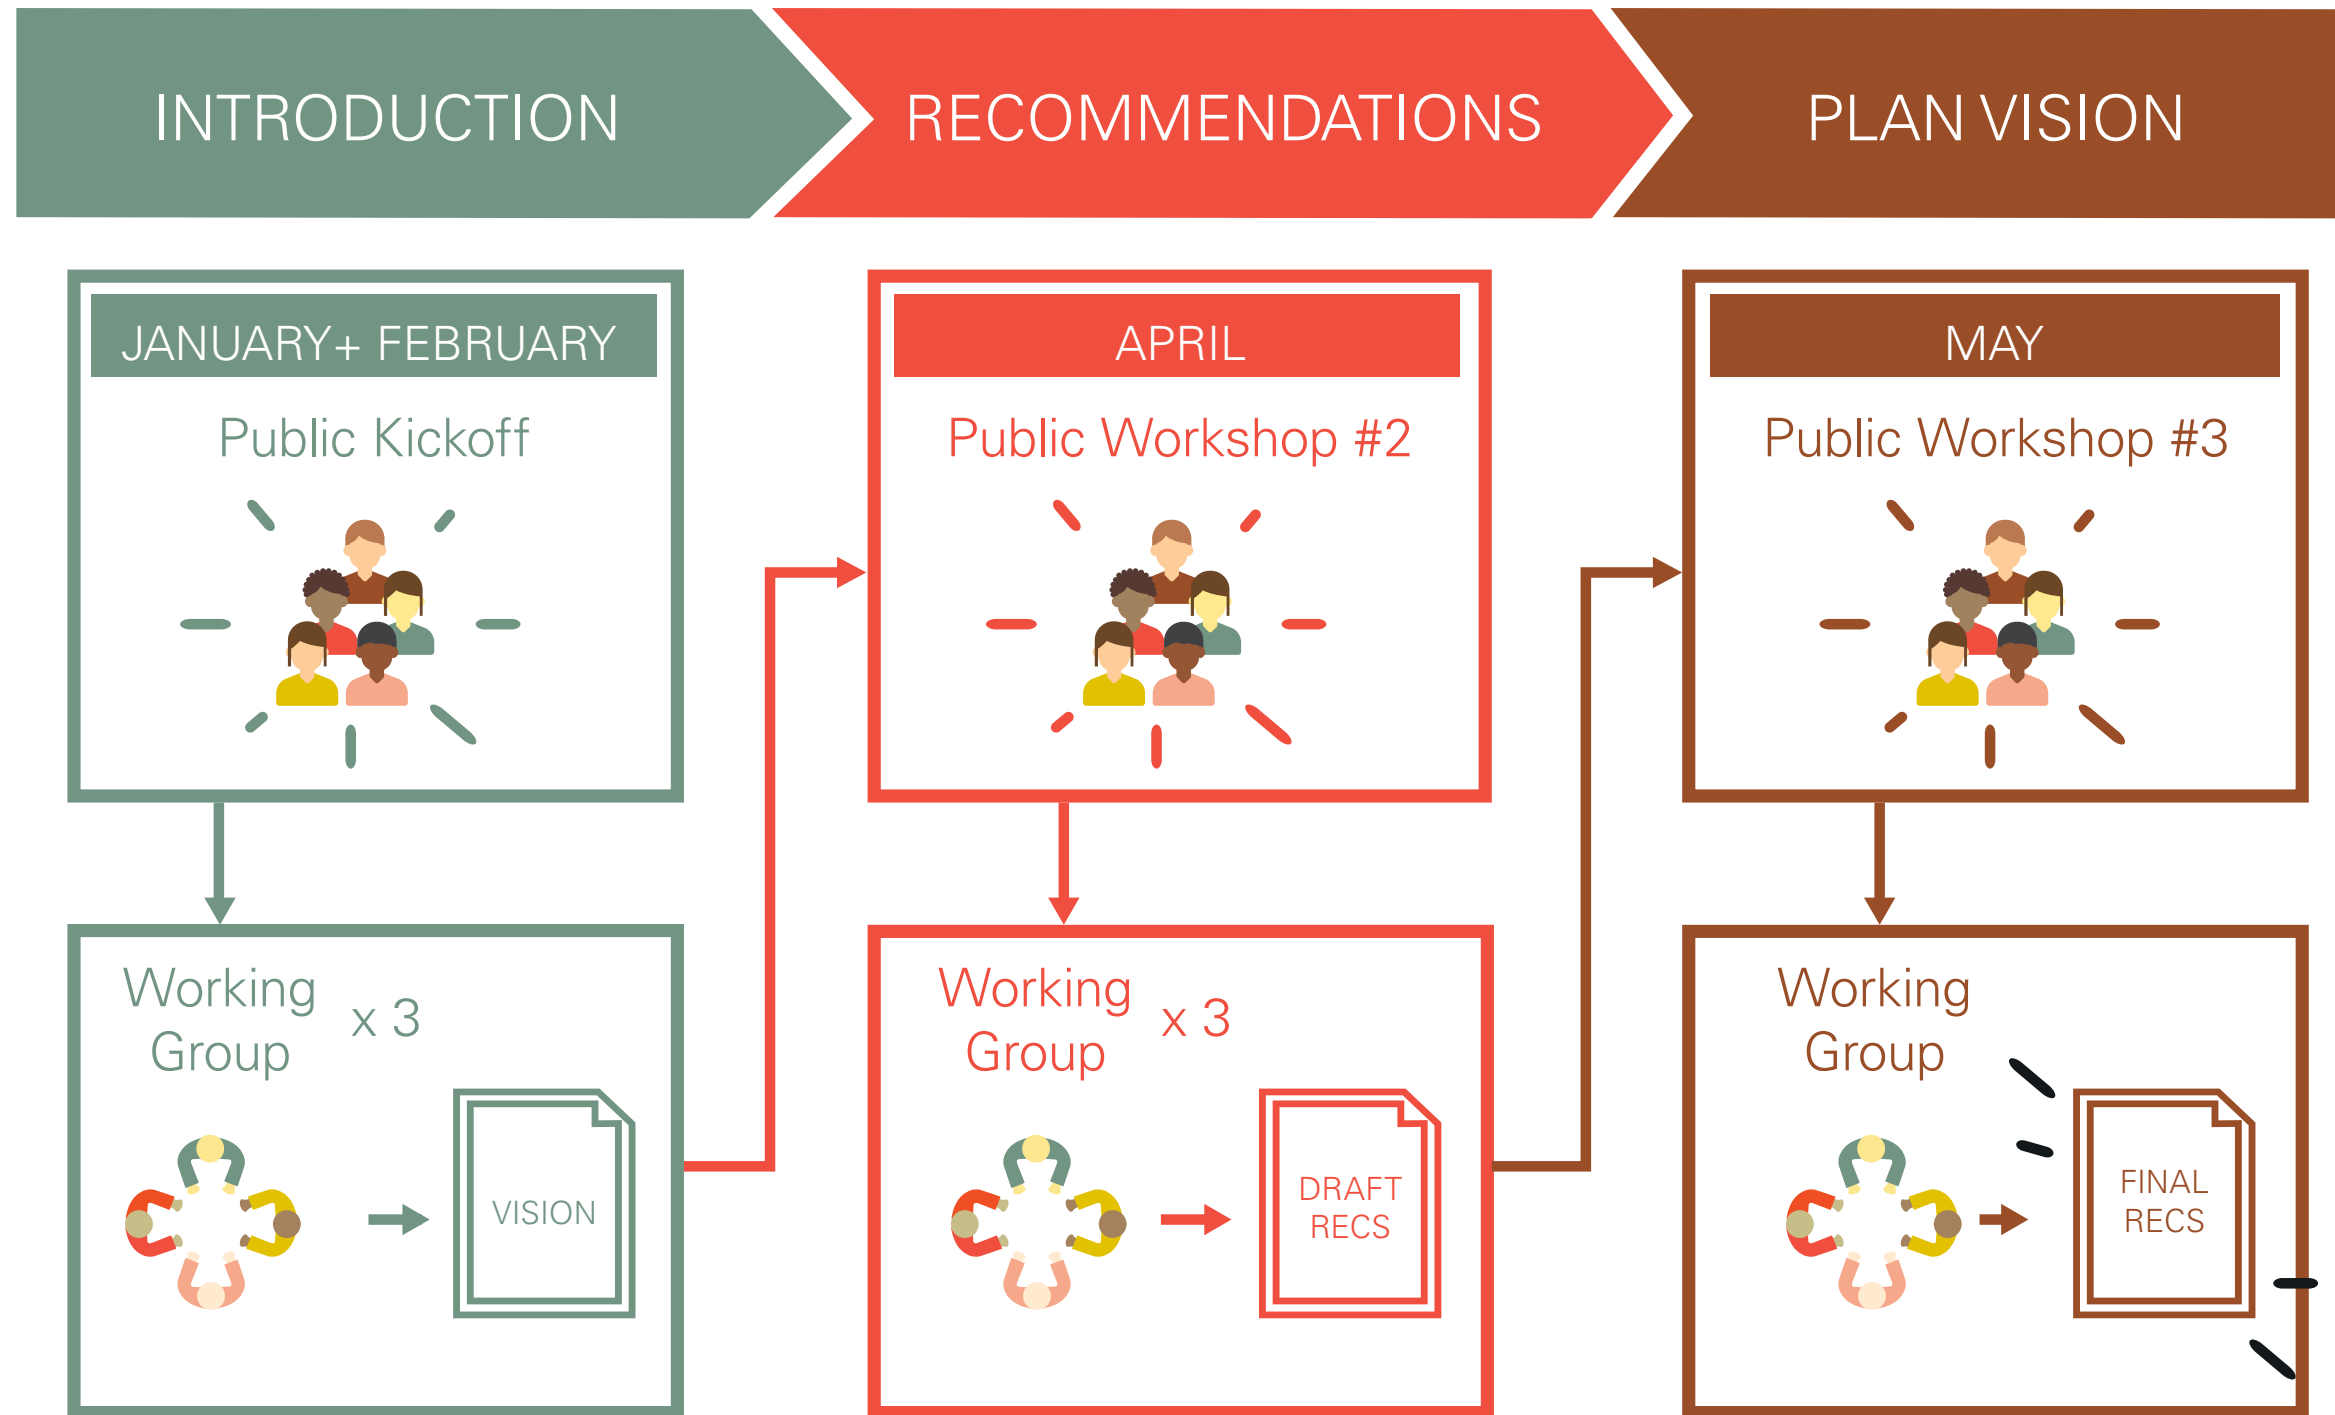 INTRODUCTION
RECOMMENDATIONS
PLAN VISION
JANUARY+ FEBRUARY
Public Kickoff
APRIL
Public Workshop #2
MAY
Public Workshop #3
Working
Group
x 3
VISION
Working
Group
x 3
DRAFT
RECS
Working
Group
FINAL
RECS